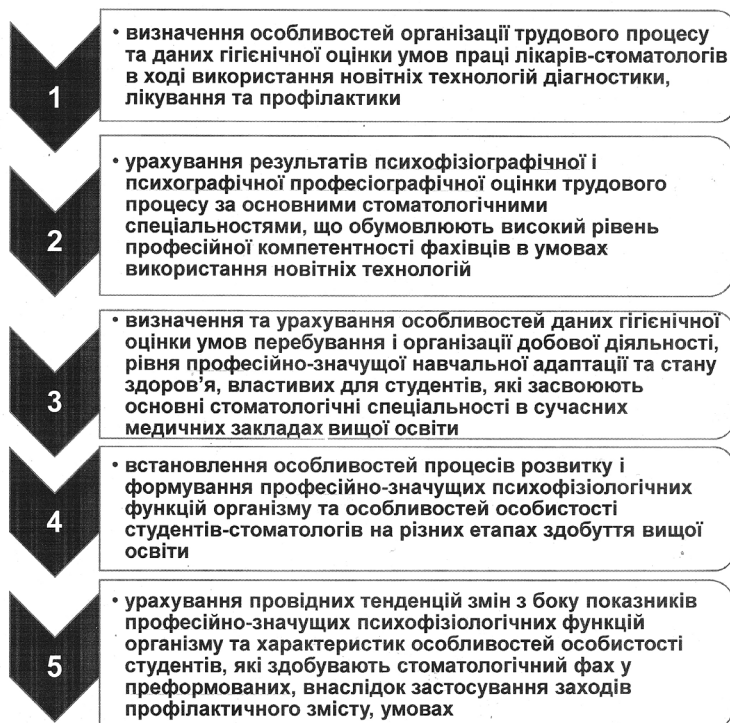 1
• визначення особливостей організації трудового процесу
та даних гігієнічної оцінки умов праці лікарів-стоматологів
в ході використання новітніх технологій діагностики,
лікування та профілактики
2
• урахування результатів психофізіографічної і
психографічної професіографічної оцінки трудового
процесу за основними стоматологічними
спеціальностями, що обумовлюють високий рівень
професійної компетентності фахівців в умовах
використання новітніх технологій
3
• визначення та урахування особливостей даних гігієнічної
оцінки умов перебування і організації добової діяльності,
рівня професійно-значущої навчальної адаптації та стану
здоров’я, властивих для студентів, які засвоюють
основні стоматологічні спеціальності в сучасних
медичних закладах вищої освіти
4
• встановлення особливостей процесів розвитку і
формування професійно-значущих психофізіологічних
функцій організму та особливостей особистості
студентів-стоматологів на різних етапах здобуття вищої
освіти
5
• урахування провідних тенденцій змін з боку показників
професійно-значущих психофізіологічних функцій
організму та характеристик особливостей особистості
студентів, які здобувають стоматологічний фах у
преформованих, внаслідок застосування заходів
профілактичного змісту, умовах